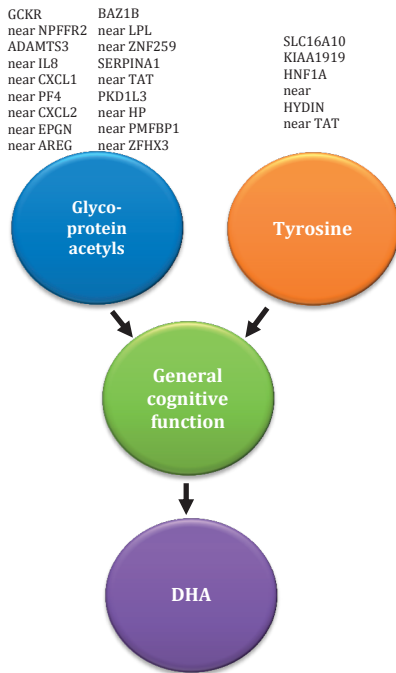 GCKR
near NPFFR2
ADAMTS3
near IL8
near CXCL1
near PF4
near CXCL2
near EPGN
near AREG
BAZ1B
near LPL
near ZNF259
SERPINA1
near TAT
PKD1L3
near HP
near PMFBP1
near ZFHX3
SLC16A10
KIAA1919
HNF1A
near
HYDIN
near TAT
Glyco-
protein
acetyls
Tyrosine
General
cognitive
function
DHA